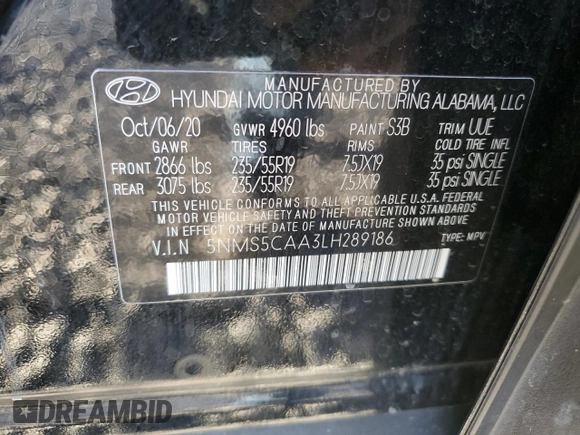 MANUFACTURED BY
HYUNDAI MOTOR MANUFACTURING ALABAMA, LLC
Oct/06/20 GVWR 4960 lbs PAINT S3B TRIM UUE
GAWR TIRES RIMS COLD TIRE INFL
FRONT 2866 lbs 235/55R19 7.5JX19 35 psi SINGLE
REAR 3075 lbs 235/55R19 7.5JX19 35 psi SINGLE
THIS VEHICLE CONFORMS TO ALL APPLICABLE U.S.A. FEDERAL
MOTOR VEHICLE SAFETY AND THEFT PREVENTION STANDARDS
IN EFFECT ON THE DATE OF MANUFACTURE SHOWN ABOVE.
V.I.N 5NMS5CAA3LH289186 TYPE: MPV
DREAMBID